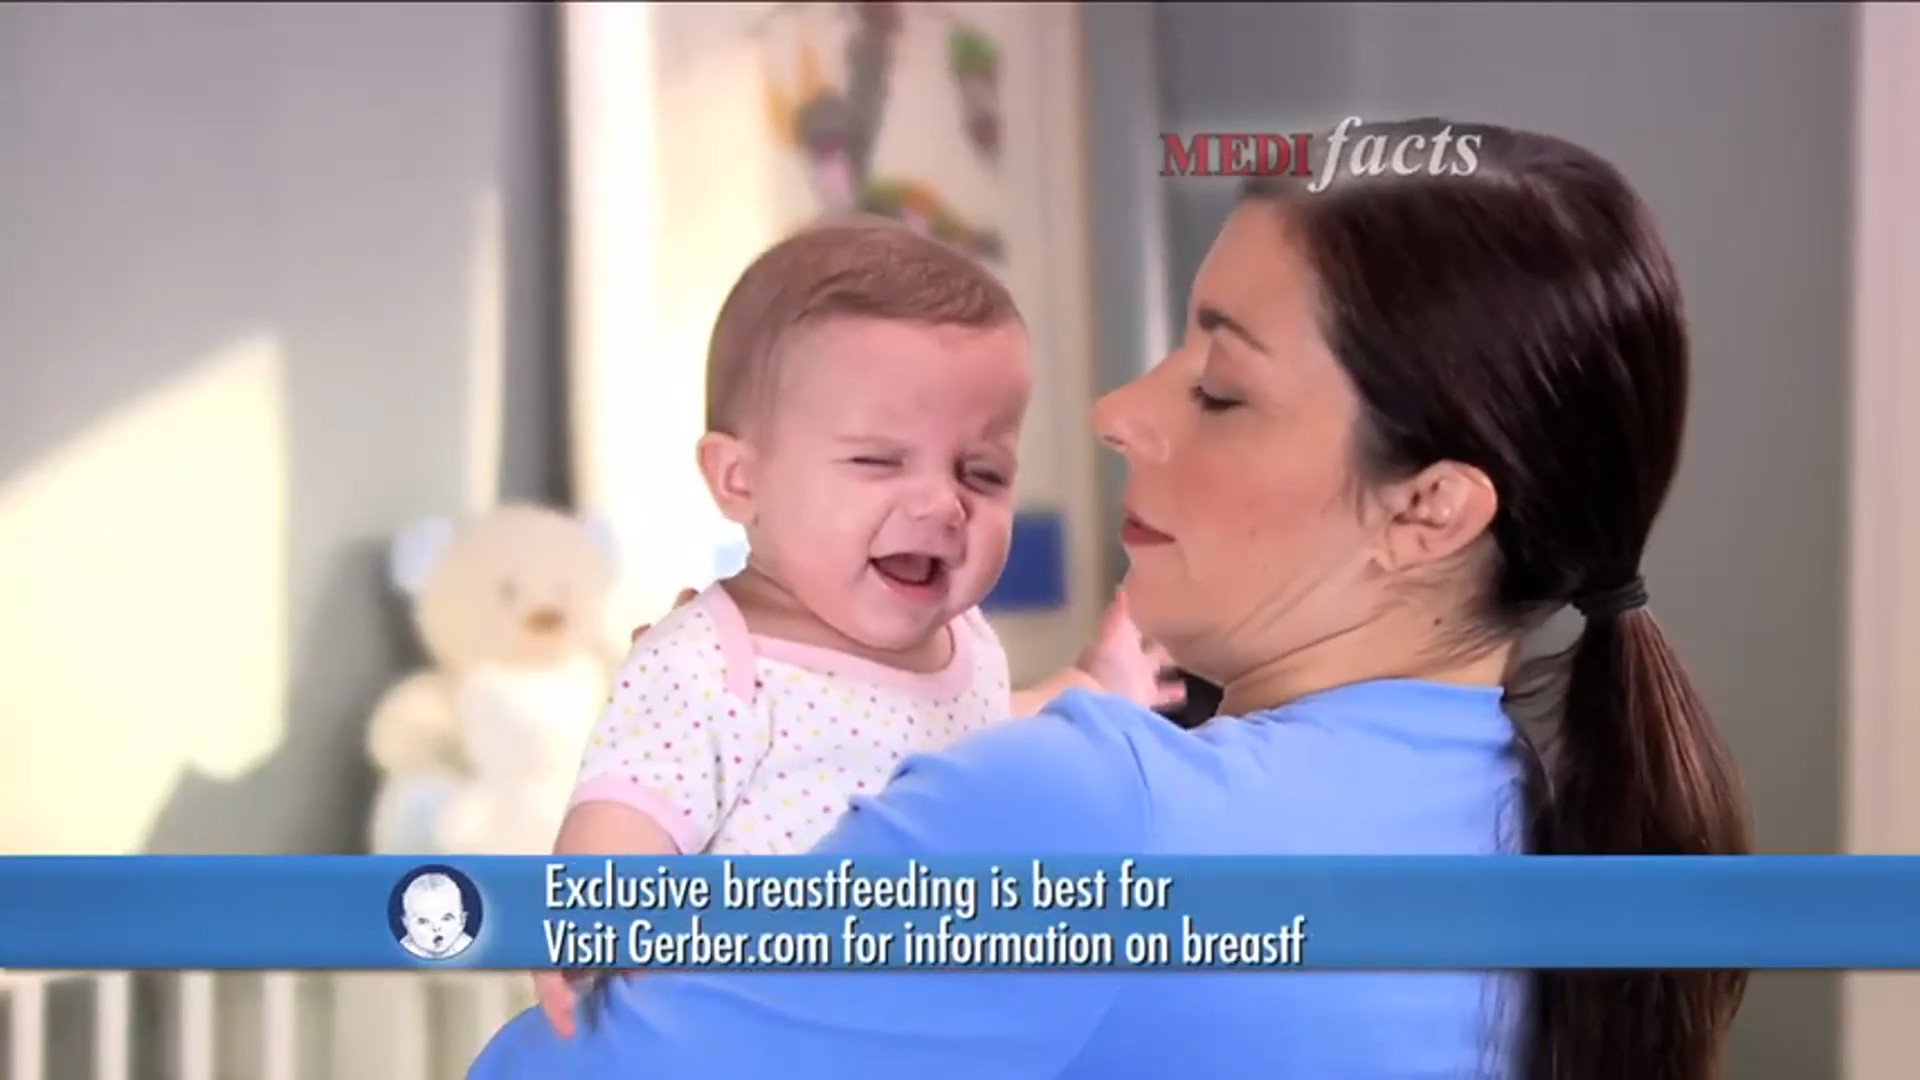 MEDIfacts
Exclusive breastfeeding is best for
Visit Gerber.com for information on breastf